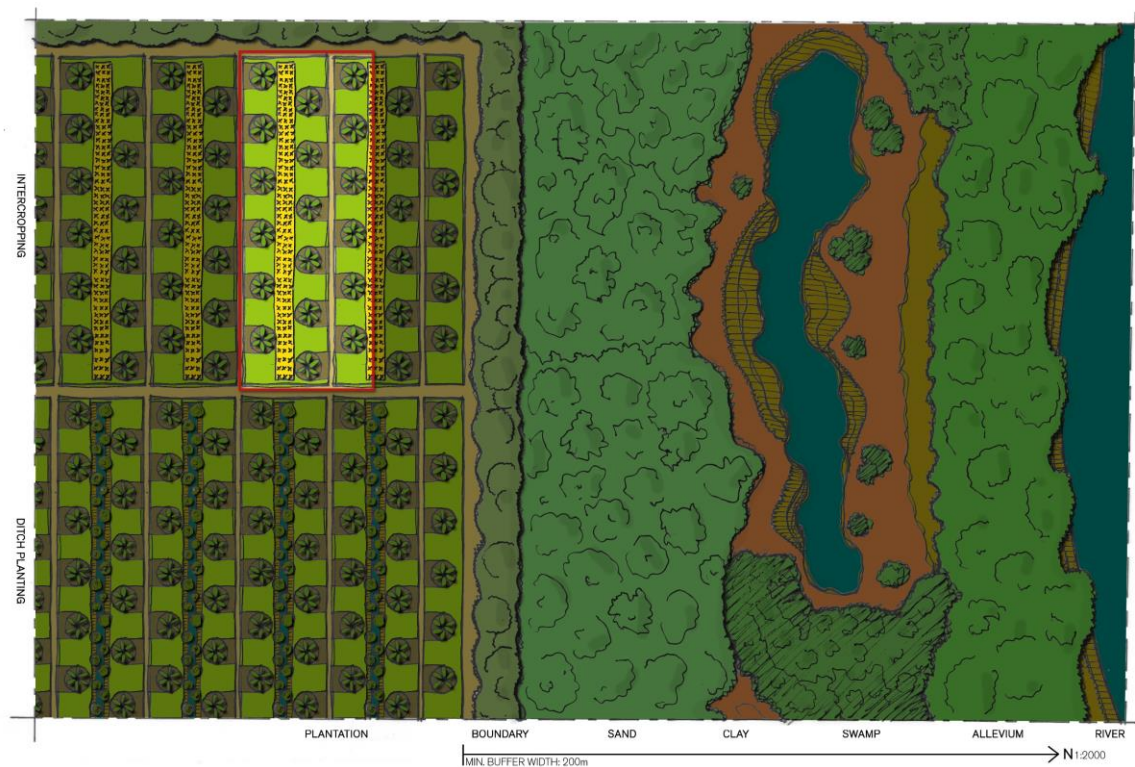 INTERCROPPING
DITCH PLANTING
PLANTATION
BOUNDARY
SAND
CLAY
SWAMP
ALLEVIUM
RIVER
MIN. BUFFER WIDTH: 200m
N 1:2000